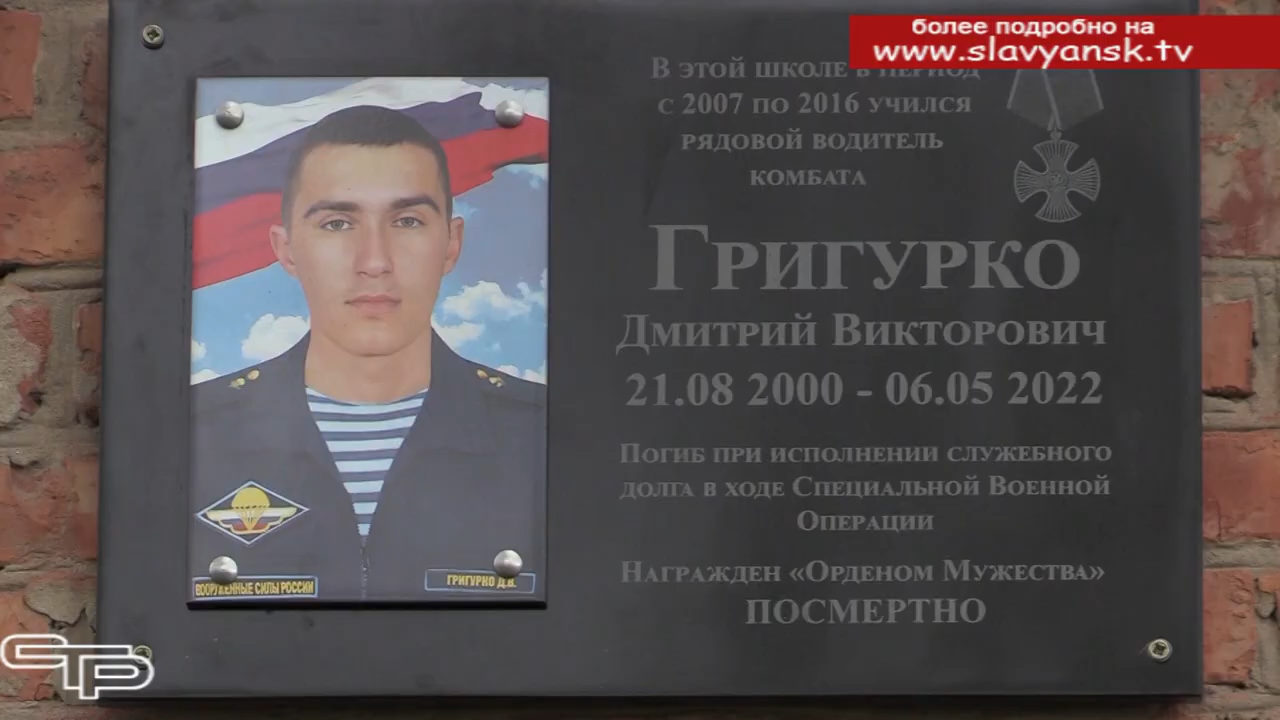 более подробно на
www.slavyansk.tv
В этой школе в период
с 2007 по 2016 учился
рядовой водитель
комбата
Григурко
Дмитрий Викторович
21.08 2000 - 06.05 2022
Погиб при исполнении служебного
долга в ходе Специальной Военной
Операции
Награжден «Орденом Мужества»
ПОСМЕРТНО
ВООРУЖЕННЫЕ СИЛЫ РОССИИ
ГРИГУРКО Д.В.
СТР